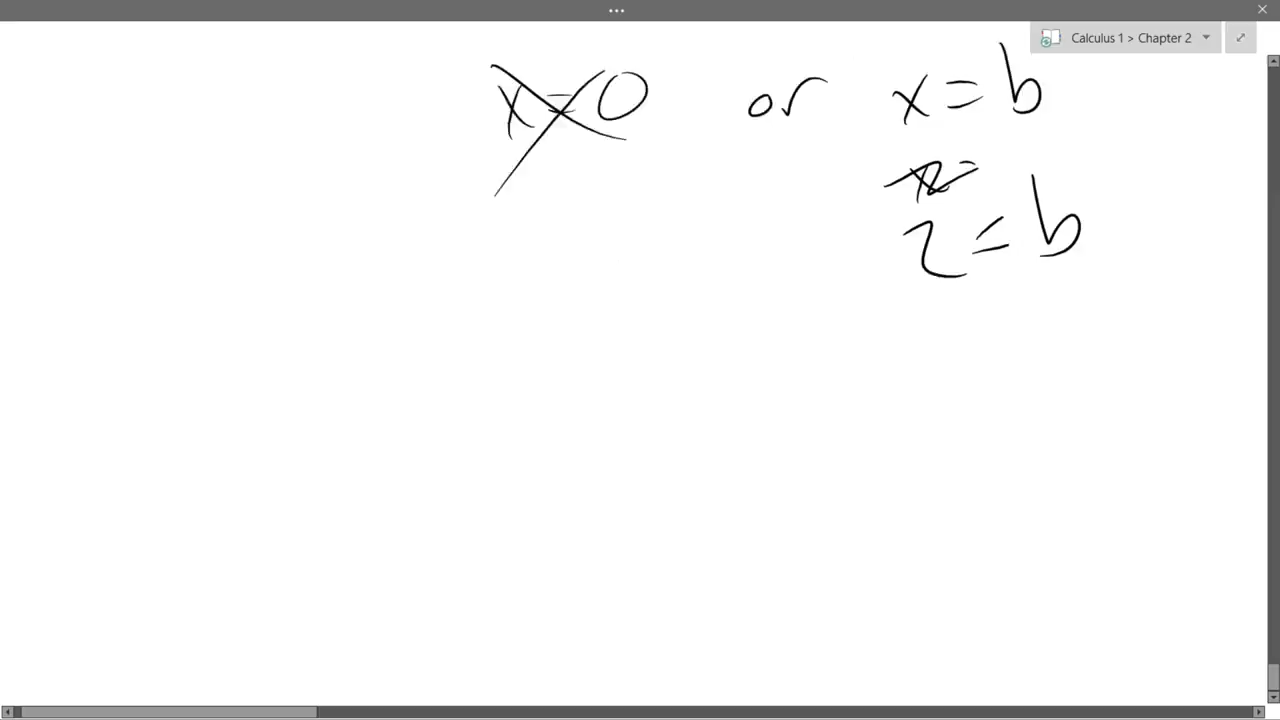 ...
Calculus 1 > Chapter 2
x=0 or x=b
2=b